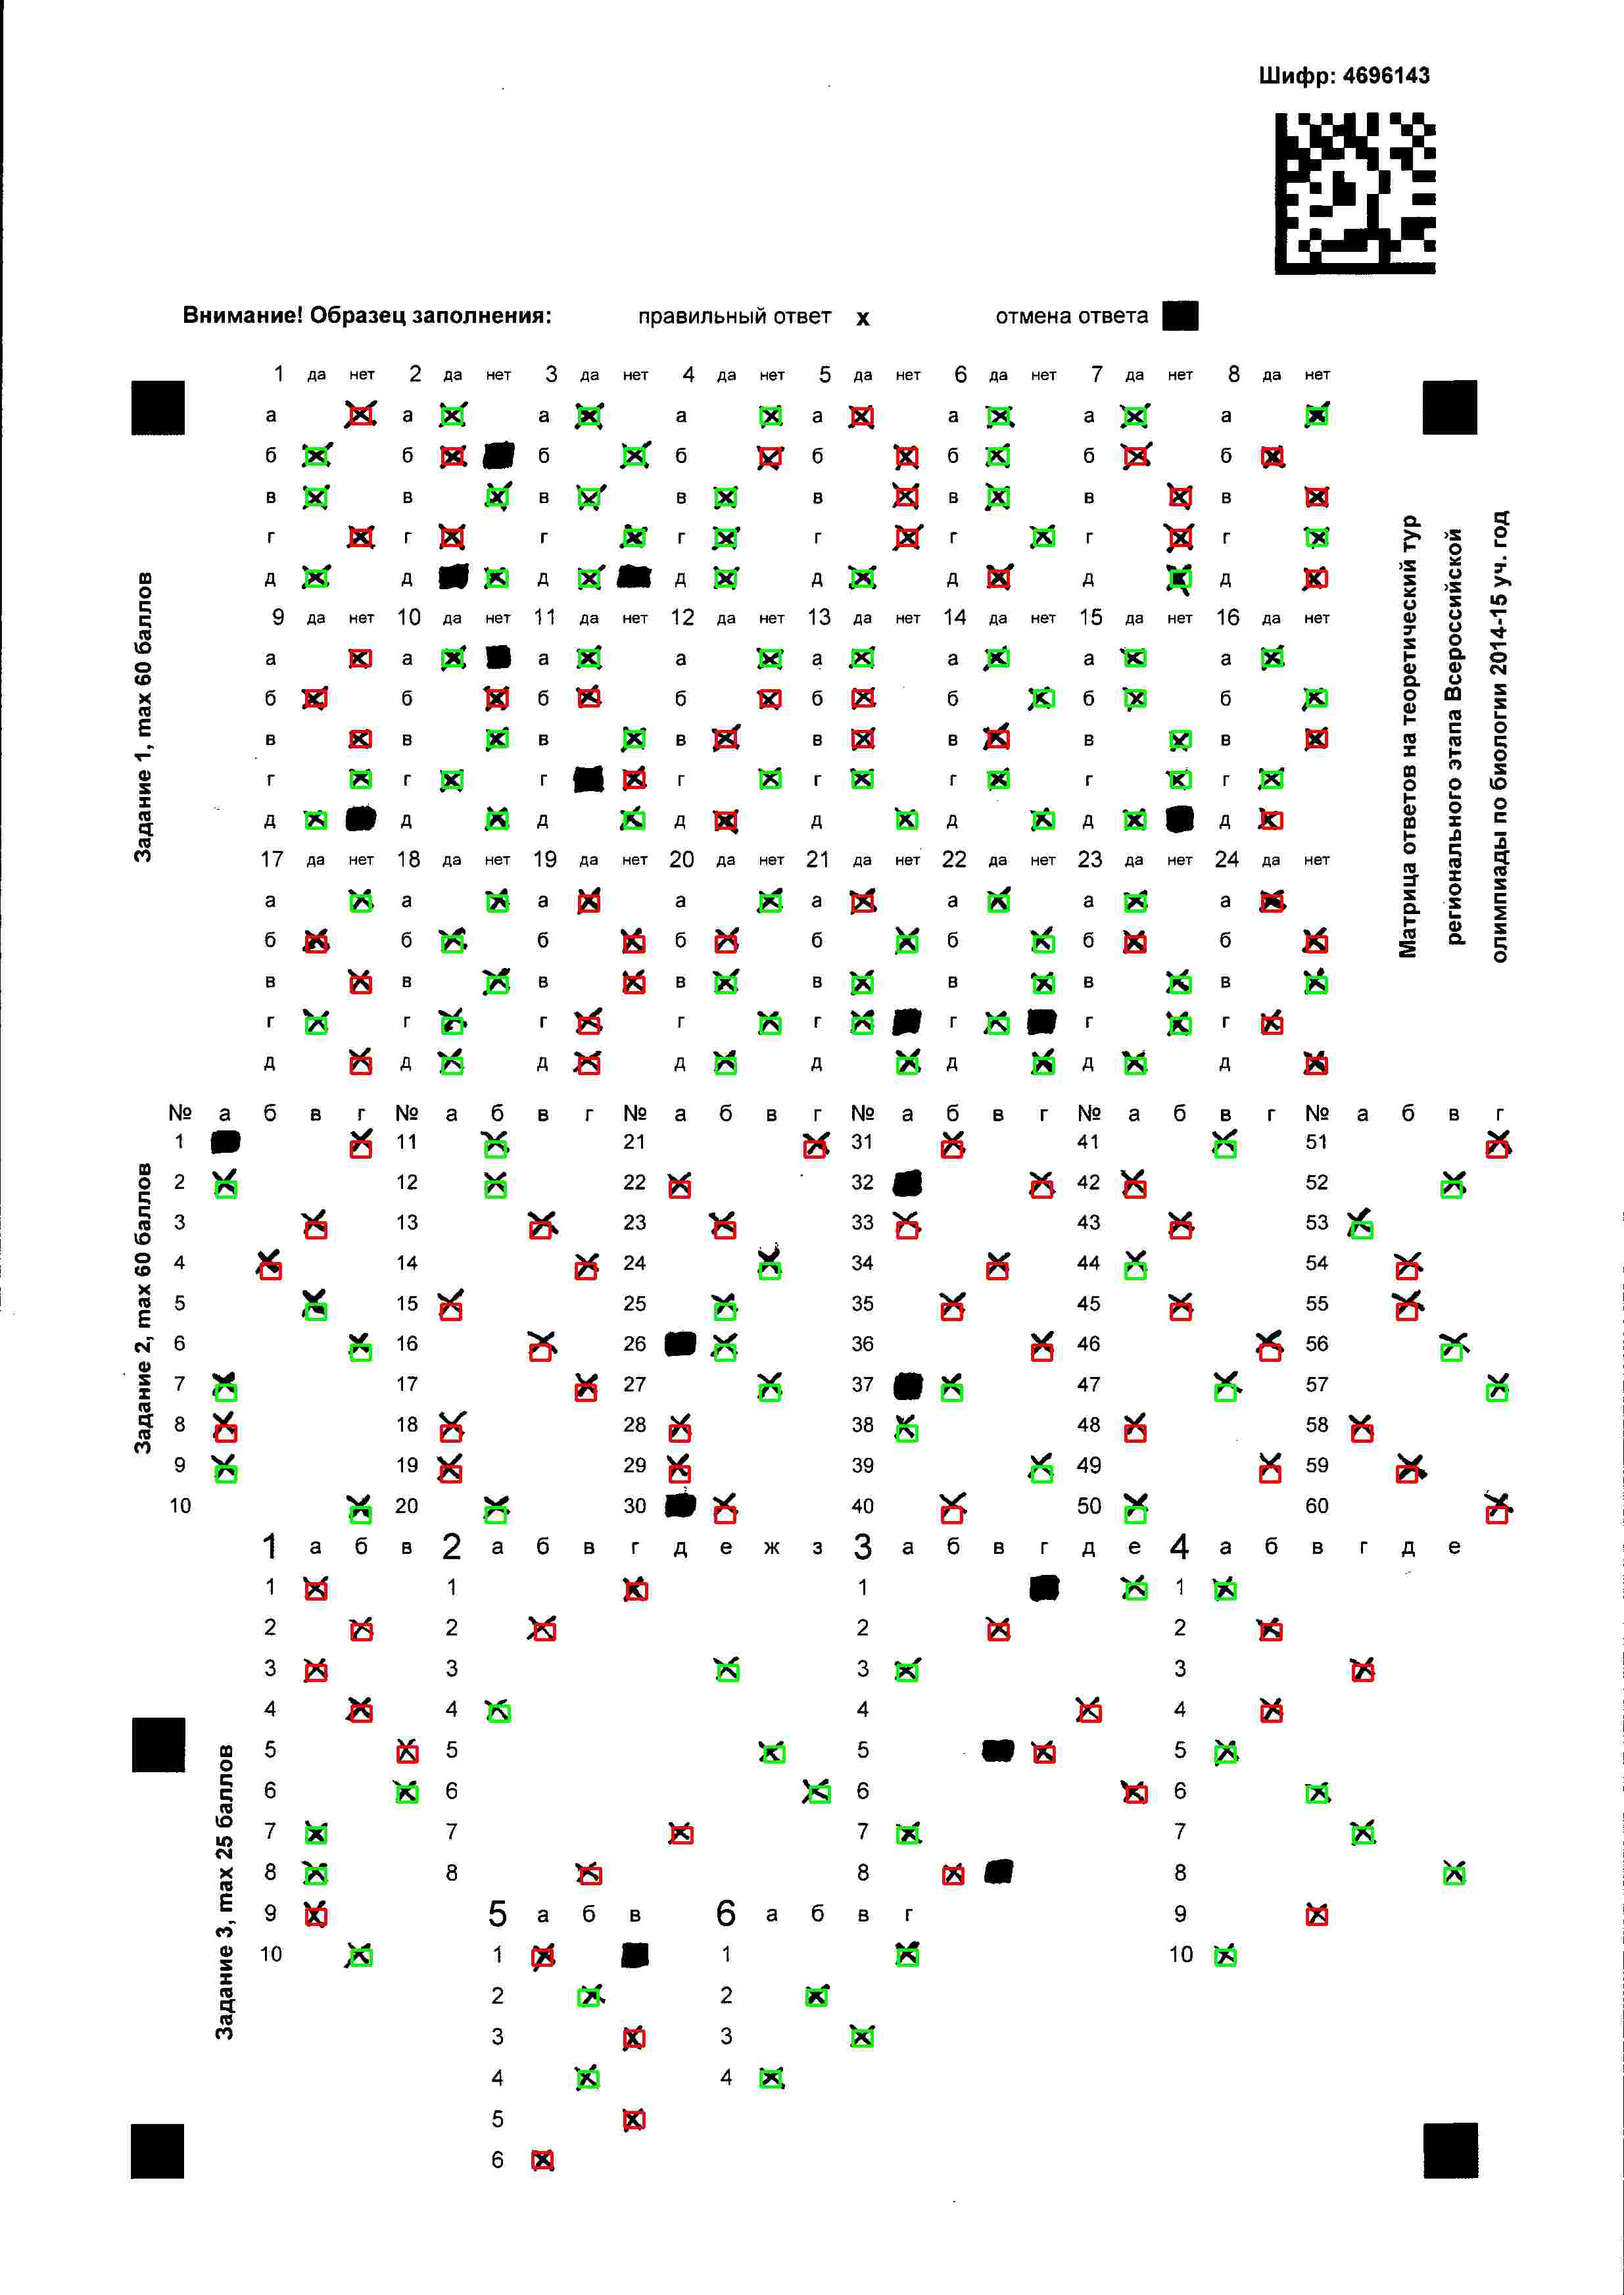 Шифр: 4696143
Внимание! Образец заполнения: правильный ответ x отмена ответа
Матрица ответов на теоретический тур
регионального этапа Всероссийской
олимпиады по биологии 2014-15 уч. год
Задание 1, max 60 баллов
1 да нет 2 да нет 3 да нет 4 да нет 5 да нет 6 да нет 7 да нет 8 да нет
а а а а а а а а
б б б б б б б б
в в в в в в в в
г г г г г г г г
д д д д д д д д
9 да нет 10 да нет 11 да нет 12 да нет 13 да нет 14 да нет 15 да нет 16 да нет
а а а а а а а а
б б б б б б б б
в в в в в в в в
г г г г г г г г
д д д д д д д д
17 да нет 18 да нет 19 да нет 20 да нет 21 да нет 22 да нет 23 да нет 24 да нет
а а а а а а а а
б б б б б б б б
в в в в в в в в
г г г г г г г г
д д д д д д д д
Задание 2, max 60 баллов
№ а б в г № а б в г № а б в г № а б в г № а б в г № а б в г
1 11 21 31 41 51
2 12 22 32 42 52
3 13 23 33 43 53
4 14 24 34 44 54
5 15 25 35 45 55
6 16 26 36 46 56
7 17 27 37 47 57
8 18 28 38 48 58
9 19 29 39 49 59
10 20 30 40 50 60
Задание 3, max 25 баллов
1 а б в 2 а б в г д е ж з 3 а б в г д е 4 а б в г д е
1 1 1 1
2 2 2 2
3 3 3 3
4 4 4 4
5 5 5 5
6 6 6 6
7 7 7 7
8 8 8 8
9 5 а б в 6 а б в г 9
10 1 1 10
2 2
3 3
4 4
5
6